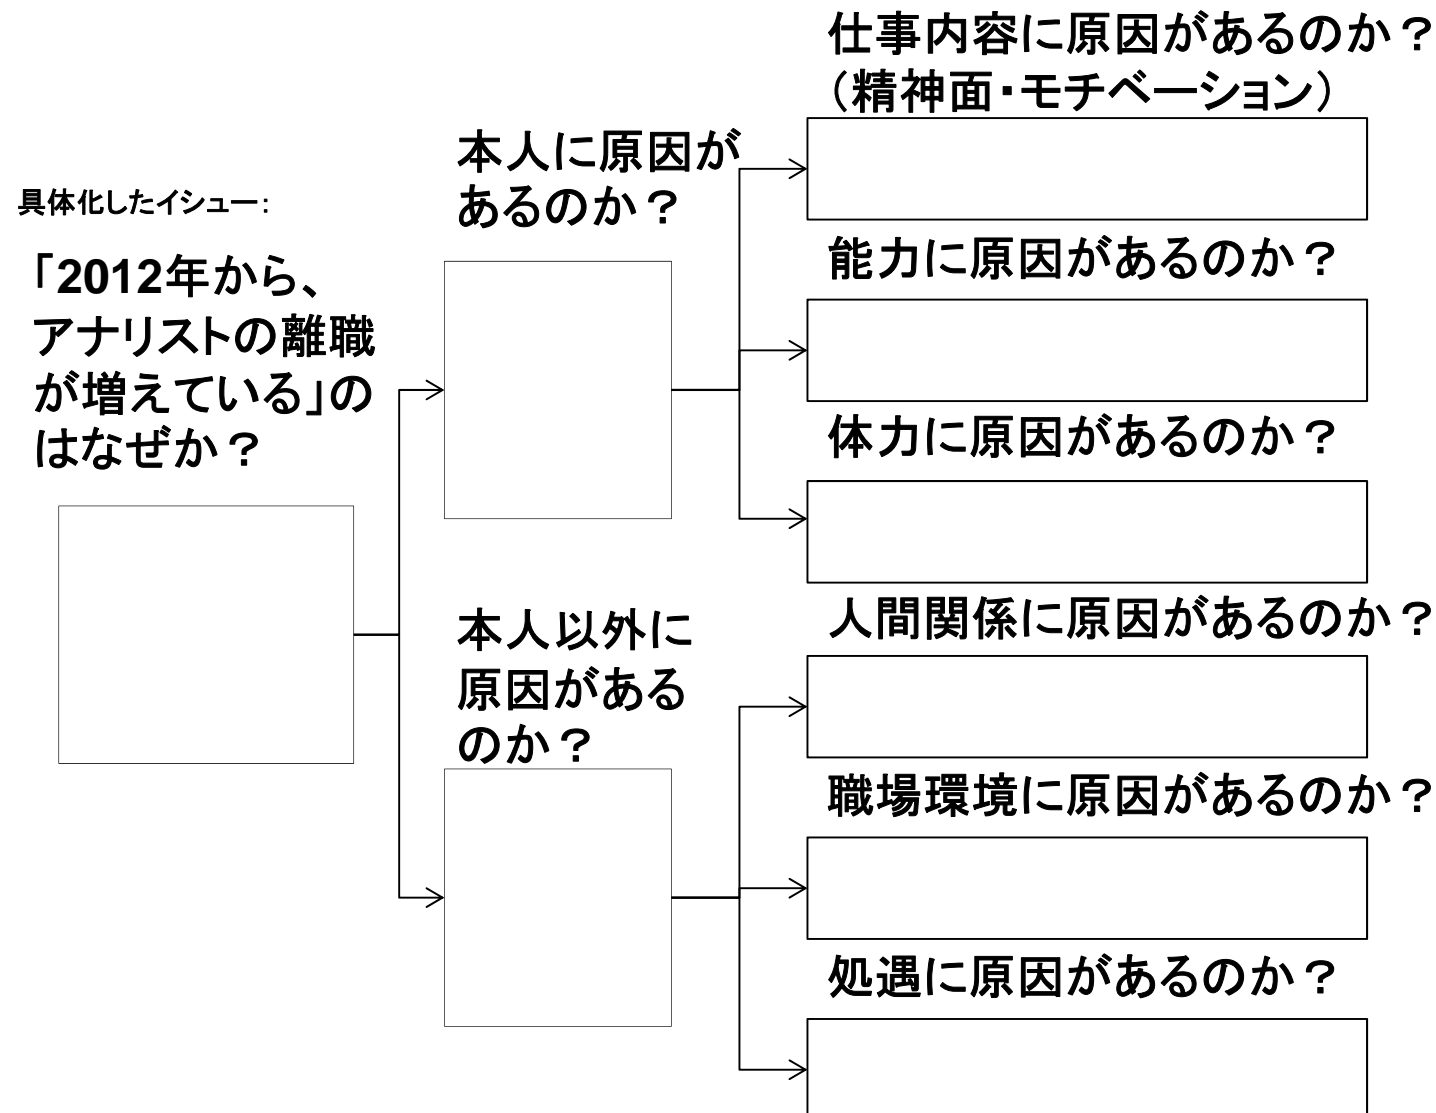 具体化したイシュー：
「2012年から、
アナリストの離職
が増えている」の
はなぜか？
本人に原因が
あるのか？
仕事内容に原因があるのか？
（精神面・モチベーション）
能力に原因があるのか？
体力に原因があるのか？
本人以外に
原因がある
のか？
人間関係に原因があるのか？
職場環境に原因があるのか？
処遇に原因があるのか？